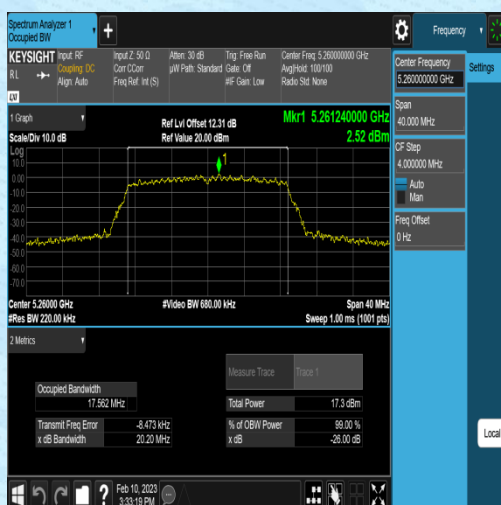 Spectrum Analyzer 1
Occupied BW
+
Frequency
KEYSIGHT
Input: RF
Coupling: DC
Align: Auto
Input Z: 50 Ω
Corr CCorr
Freq Ref: Int (S)
Atten: 30 dB
µW Path: Standard
Trig: Free Run
Gate: Off
#IF Gain: Low
Center Freq: 5.260000000 GHz
Avg|Hold: 100/100
Radio Std: None
R L
LXI
Center Frequency
5.260000000 GHz
Settings
Span
40.000 MHz
CF Step
4.000000 MHz
Auto
Man
Freq Offset
0 Hz
1 Graph
Scale/Div 10.0 dB
Ref Lvl Offset 12.31 dB
Ref Value 20.00 dBm
Mkr1 5.261240000 GHz
2.52 dBm
Log
10.0
0.00
-10.0
-20.0
-30.0
-40.0
-50.0
-60.0
-70.0
1
Center 5.26000 GHz
#Res BW 220.00 kHz
#Video BW 680.00 kHz
Span 40 MHz
Sweep 1.00 ms (1001 pts)
2 Metrics
Measure Trace
Trace 1
Occupied Bandwidth
17.562 MHz
Total Power
17.3 dBm
Transmit Freq Error
-8.473 kHz
% of OBW Power
99.00 %
x dB Bandwidth
20.20 MHz
x dB
-26.00 dB
Local
?
Feb 10, 2023
3:33:19 PM